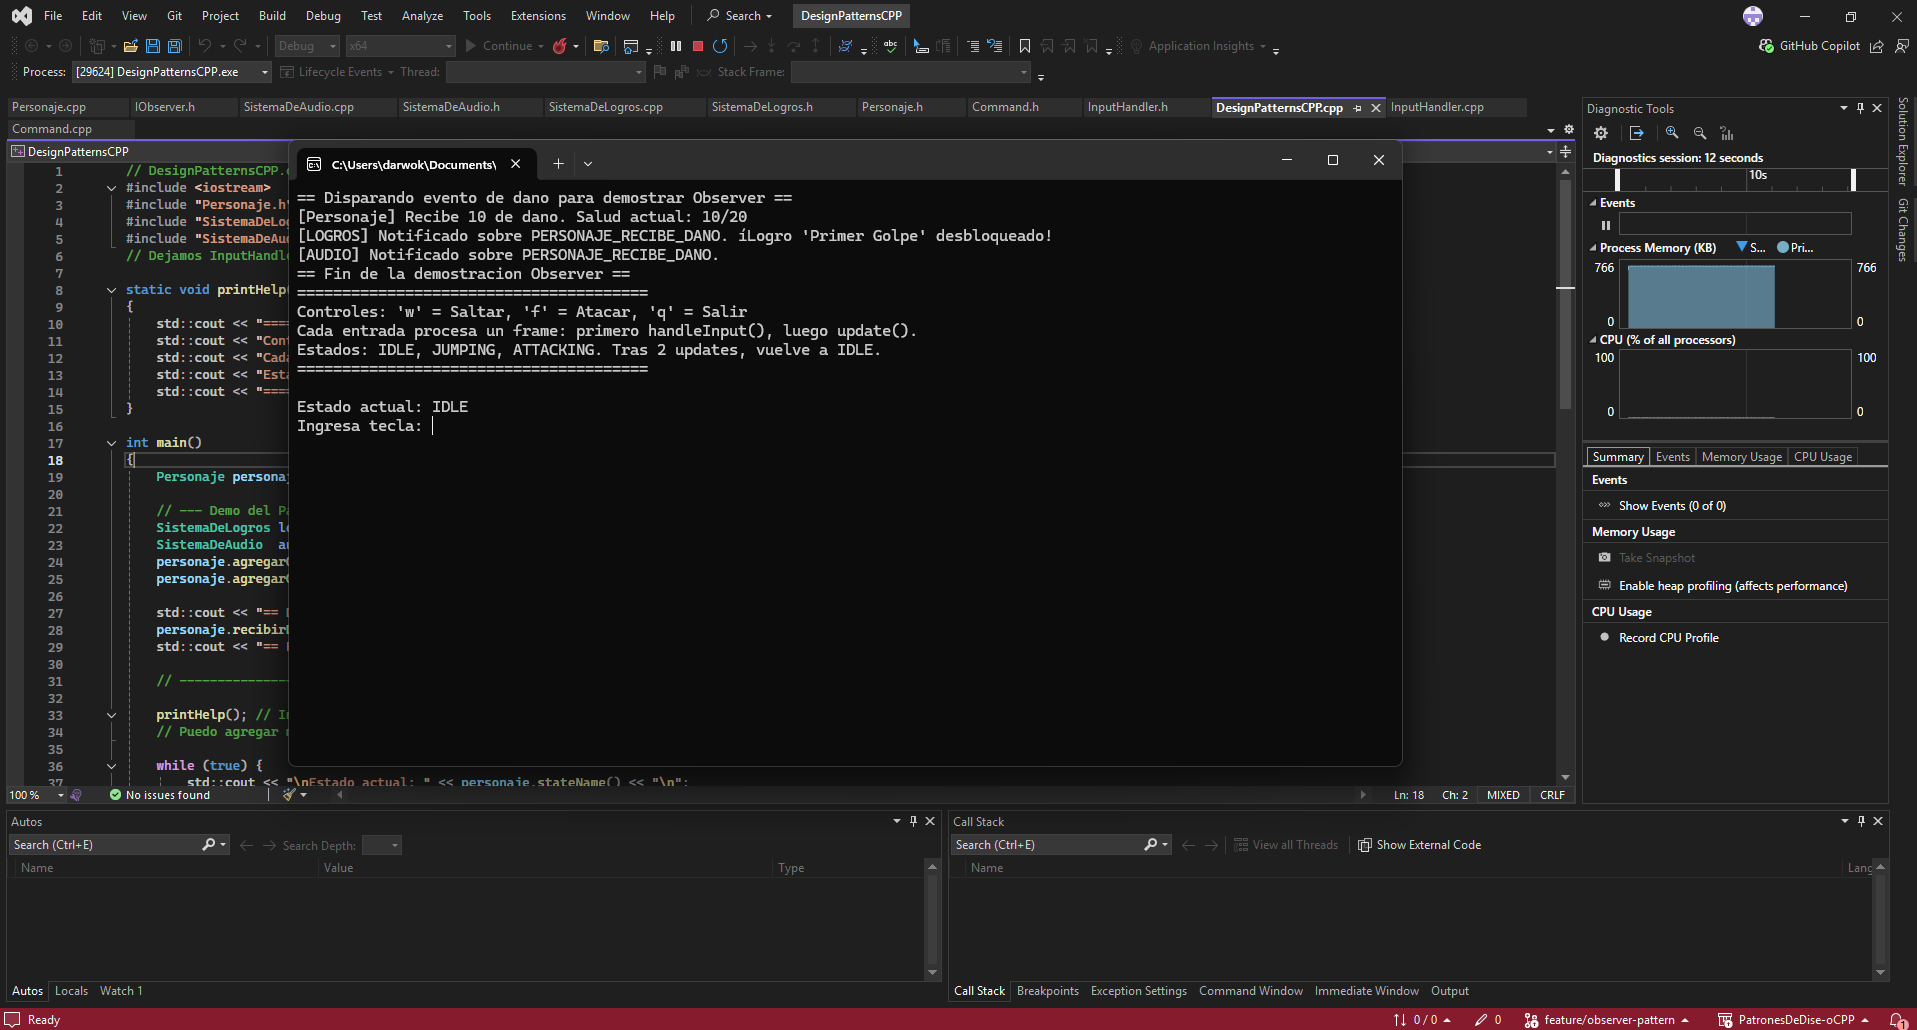 File Edit View Git Project Build Debug Test Analyze Tools Extensions Window Help Search DesignPatternsCPP
Debug x64 Continue Application Insights GitHub Copilot
Process: [29624] DesignPatternsCPP.exe Lifecycle Events Thread: Stack Frame:
Personaje.cpp IObserver.h SistemaDeAudio.cpp SistemaDeAudio.h SistemaDeLogros.cpp SistemaDeLogros.h Personaje.h Command.h InputHandler.h DesignPatternsCPP.cpp InputHandler.cpp
Command.cpp
DesignPatternsCPP
1 // DesignPatternsCPP.c
2 #include <iostream>
3 #include "Personaje.h"
4 #include "SistemaDeLo
5 #include "SistemaDeAu
6 // Dejamos InputHandl
7
8 static void printHelp(
9 {
10 std::cout << "====
11 std::cout << "Cont
12 std::cout << "Cada
13 std::cout << "Esta
14 std::cout << "====
15 }
16
17 int main()
18 {
19 Personaje persona
20
21 // --- Demo del Pa
22 SistemaDeLogros lo
23 SistemaDeAudio au
24 personaje.agregar
25 personaje.agregar
26
27 std::cout << "== D
28 personaje.recibir
29 std::cout << "== F
30
31 // ---------------
32
33 printHelp(); // In
34 // Puedo agregar
35
36 while (true) {
37 std::cout << "\nEstado actual: " << personaje.stateName() << "\n";
C:\Users\darwok\Documents\
== Disparando evento de dano para demostrar Observer ==
[Personaje] Recibe 10 de dano. Salud actual: 10/20
[LOGROS] Notificado sobre PERSONAJE_RECIBE_DANO. íLogro 'Primer Golpe' desbloqueado!
[AUDIO] Notificado sobre PERSONAJE_RECIBE_DANO.
== Fin de la demostracion Observer ==
=======================================
Controles: 'w' = Saltar, 'f' = Atacar, 'q' = Salir
Cada entrada procesa un frame: primero handleInput(), luego update().
Estados: IDLE, JUMPING, ATTACKING. Tras 2 updates, vuelve a IDLE.
=======================================
Estado actual: IDLE
Ingresa tecla:
100 % No issues found Ln: 18 Ch: 2 MIXED CRLF
Diagnostic Tools
Diagnostics session: 12 seconds
10s
Events
Process Memory (KB) S... Pri...
766 766
0 0
CPU (% of all processors)
100 100
0 0
Summary Events Memory Usage CPU Usage
Events
Show Events (0 of 0)
Memory Usage
Take Snapshot
Enable heap profiling (affects performance)
CPU Usage
Record CPU Profile
Solution Explorer
Git Changes
Autos
Search (Ctrl+E) Search Depth:
Name Value Type
Autos Locals Watch 1
Call Stack
Search (Ctrl+E) View all Threads Show External Code
Name Lang
Call Stack Breakpoints Exception Settings Command Window Immediate Window Output
Ready 0 / 0 0 feature/observer-pattern PatronesDeDise-oCPP 1